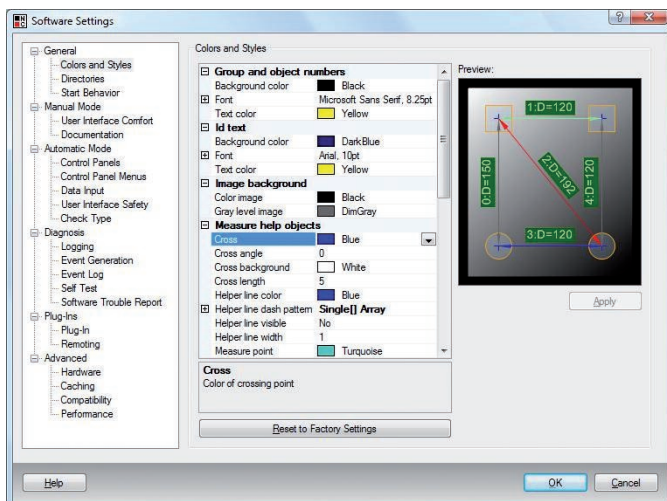 Software Settings
General
Colors and Styles
Directories
Start Behavior
Manual Mode
User Interface Comfort
Documentation
Automatic Mode
Control Panels
Control Panel Menus
Data Input
User Interface Safety
Check Type
Diagnosis
Logging
Event Generation
Event Log
Self Test
Software Trouble Report
Plug-Ins
Plug-In
Remoting
Advanced
Hardware
Caching
Compatibility
Performance
Colors and Styles
Group and object numbers
Background color Black
Font Microsoft Sans Serif, 8.25pt
Text color Yellow
Id text
Background color DarkBlue
Font Arial, 10pt
Text color Yellow
Image background
Color image Black
Gray level image DimGray
Measure help objects
Cross Blue
Cross angle 0
Cross background White
Cross length 5
Helper line color Blue
Helper line dash pattern Single[] Array
Helper line visible No
Helper line width 1
Measure point Turquoise
Cross
Color of crossing point
Reset to Factory Settings
Preview:
1:D=120
0:D=150
2:D=192
4:D=120
3:D=120
Apply
Help
OK
Cancel